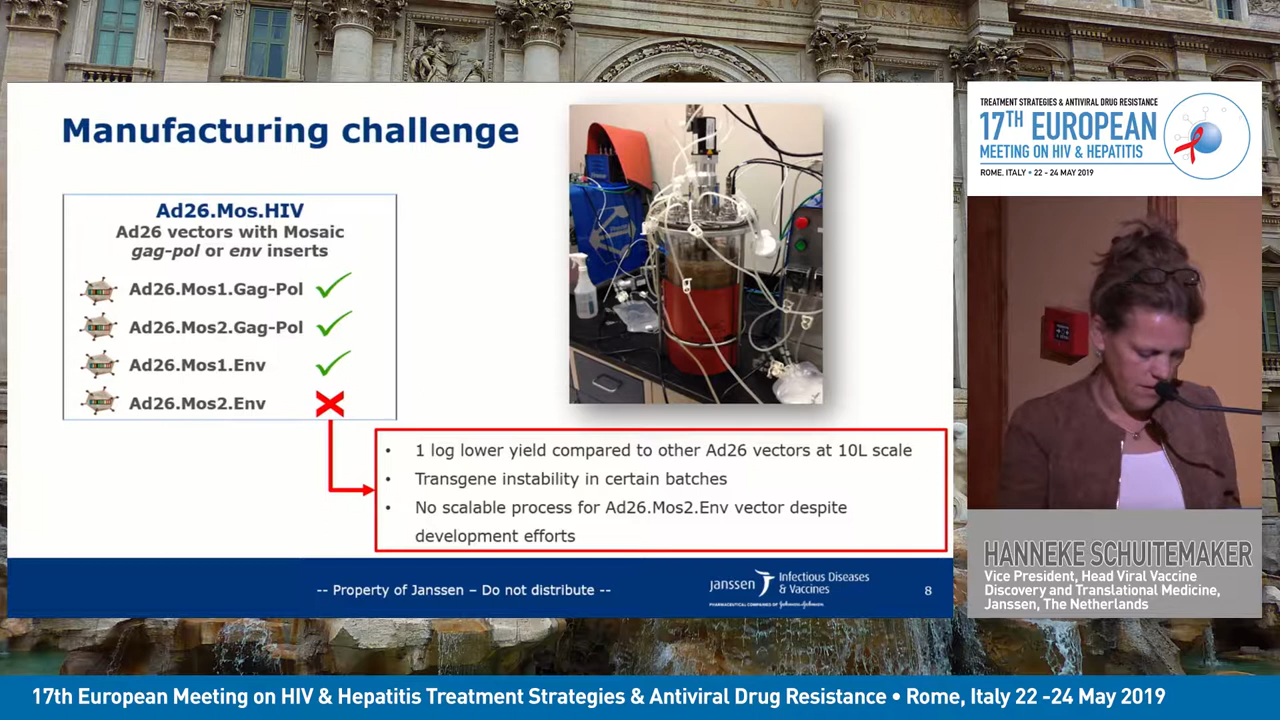 Manufacturing challenge
Ad26.Mos.HIV
Ad26 vectors with Mosaic
gag-pol or env inserts
Ad26.Mos1.Gag-Pol
Ad26.Mos2.Gag-Pol
Ad26.Mos1.Env
Ad26.Mos2.Env
• 1 log lower yield compared to other Ad26 vectors at 10L scale
• Transgene instability in certain batches
• No scalable process for Ad26.Mos2.Env vector despite
development efforts
-- Property of Janssen – Do not distribute --
janssen
Infectious Diseases
& Vaccines
PHARMACEUTICAL COMPANIES OF Johnson&Johnson
8
TREATMENT STRATEGIES & ANTIVIRAL DRUG RESISTANCE
17TH EUROPEAN
MEETING ON HIV & HEPATITIS
ROME, ITALY • 22 - 24 MAY 2019
HANNEKE SCHUITEMAKER
Vice President, Head Viral Vaccine
Discovery and Translational Medicine,
Janssen, The Netherlands
17th European Meeting on HIV & Hepatitis Treatment Strategies & Antiviral Drug Resistance • Rome, Italy 22 -24 May 2019